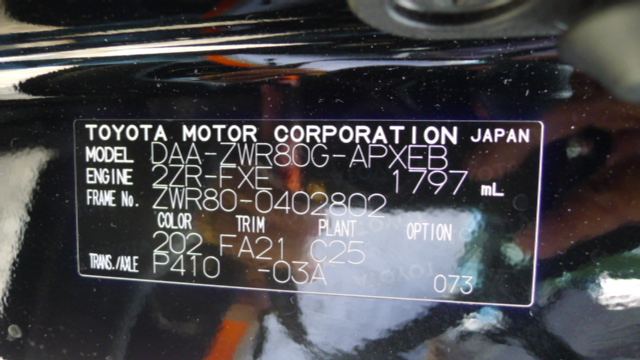 TOYOTA MOTOR CORPORATION JAPAN
MODEL DAA-ZWR80G-APXEB
ENGINE 2ZR-FXE 1797 mL
FRAME No. ZWR80-0402802
COLOR TRIM PLANT OPTION
202 FA21 C25
TRANS./AXLE P410 -03A 073